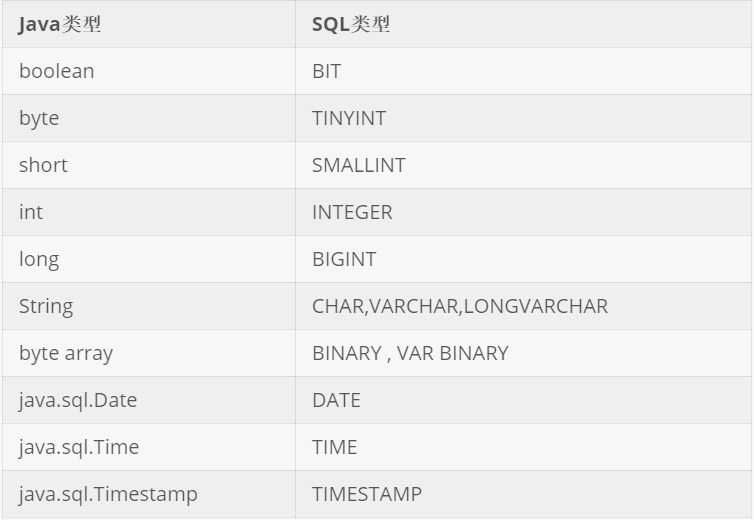 Java类型 SQL类型
boolean BIT
byte TINYINT
short SMALLINT
int INTEGER
long BIGINT
String CHAR,VARCHAR,LONGVARCHAR
byte array BINARY , VAR BINARY
java.sql.Date DATE
java.sql.Time TIME
java.sql.Timestamp TIMESTAMP